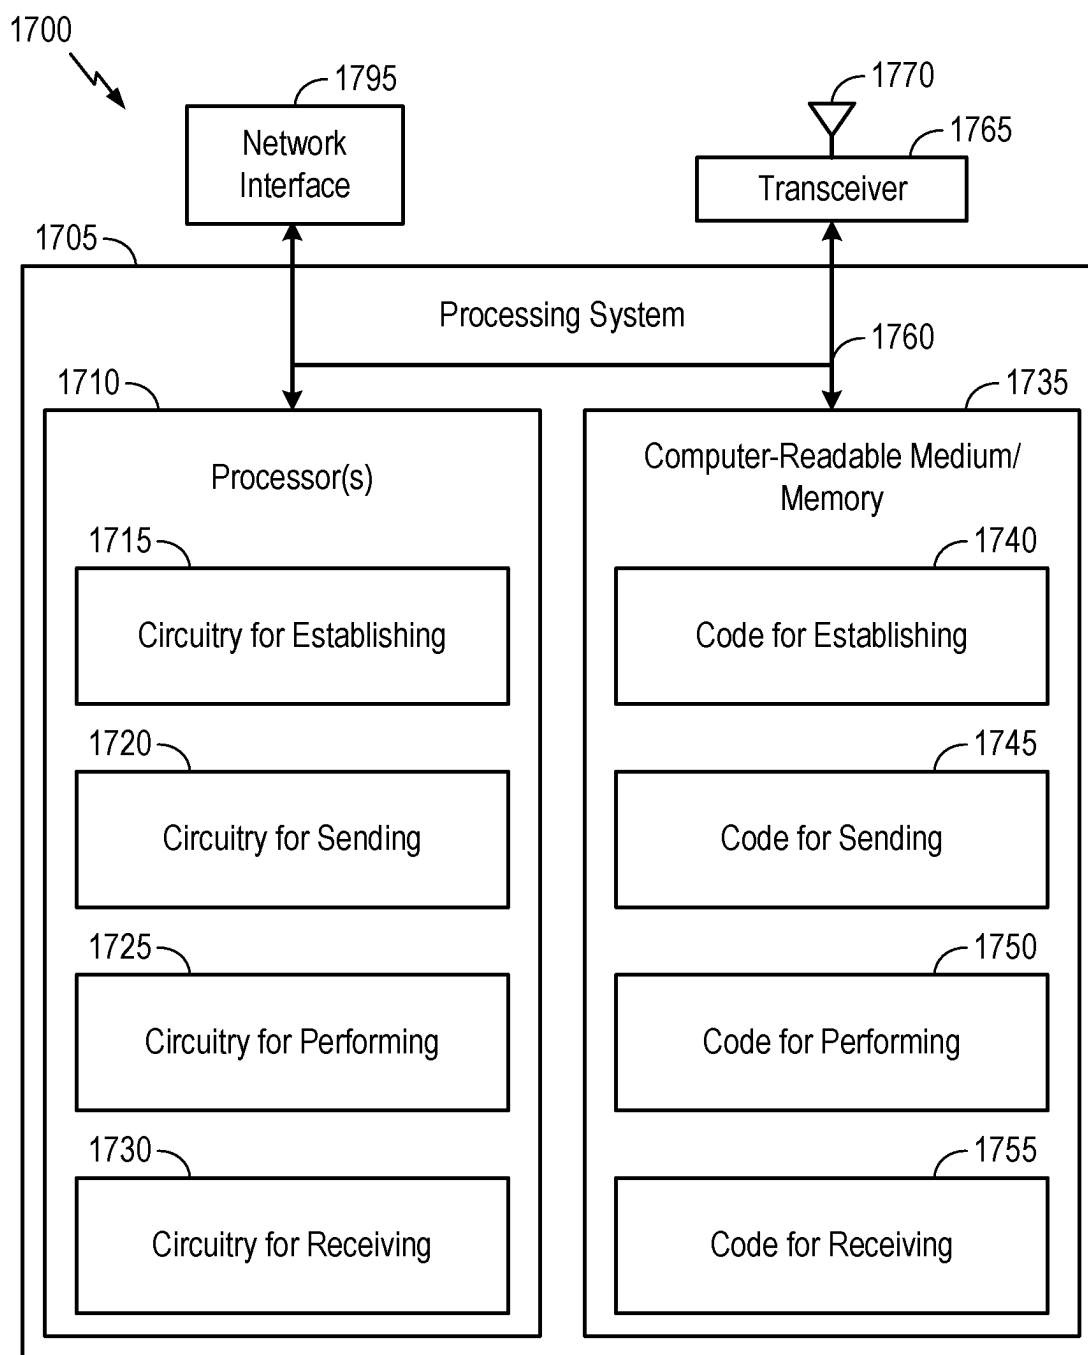 1700
1795
Network
Interface
1770
1765
Transceiver
1705
Processing System
1760
1710
Processor(s)
1715
Circuitry for Establishing
1720
Circuitry for Sending
1725
Circuitry for Performing
1730
Circuitry for Receiving
1735
Computer-Readable Medium/
Memory
1740
Code for Establishing
1745
Code for Sending
1750
Code for Performing
1755
Code for Receiving